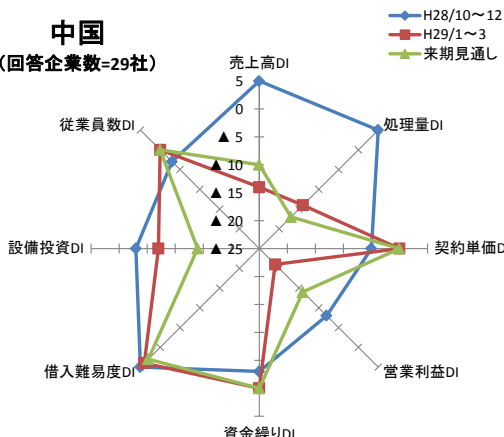 中国
(回答企業数=29社)
H28/10～12
H29/1～3
来期見通し
売上高DI
処理量DI
契約単価D
営業利益DI
資金繰りDI
借入難易度DI
設備投資DI
従業員数DI
5
0
▲ 5
▲ 10
▲ 15
▲ 20
▲ 25